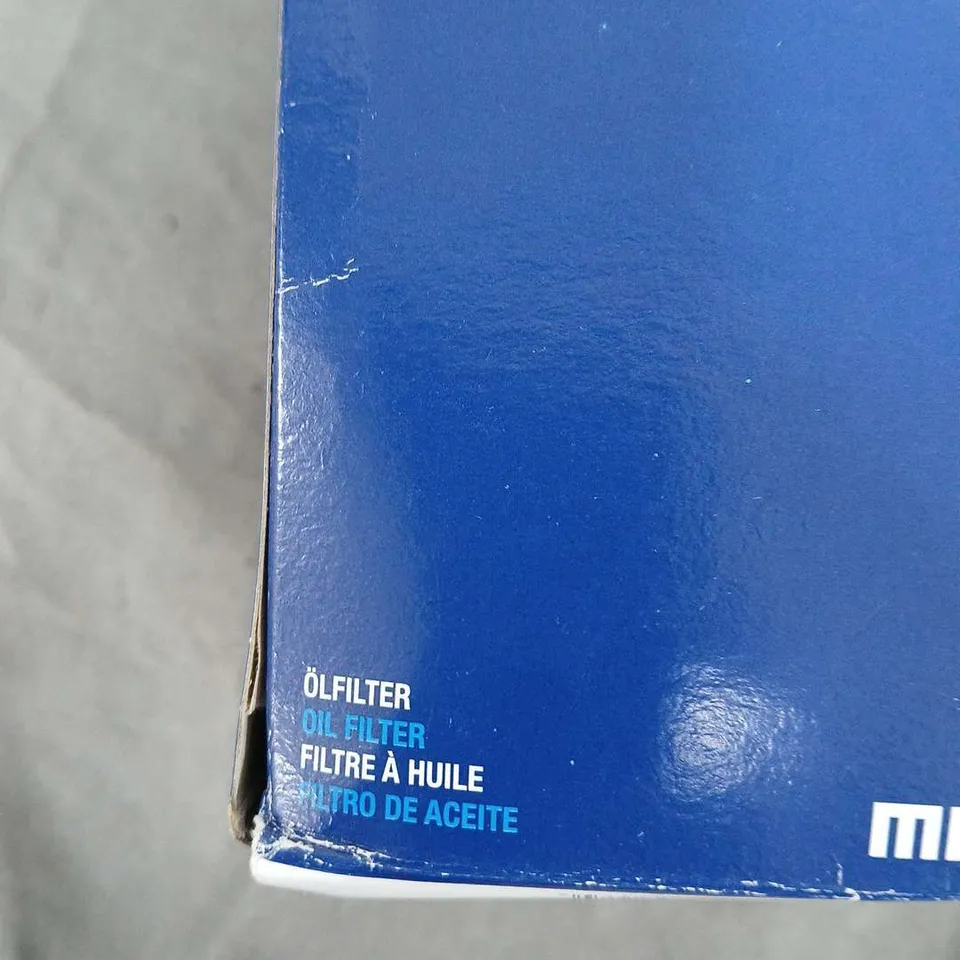 ÖLFILTER
OIL FILTER
FILTRE À HUILE
FILTRO DE ACEITE